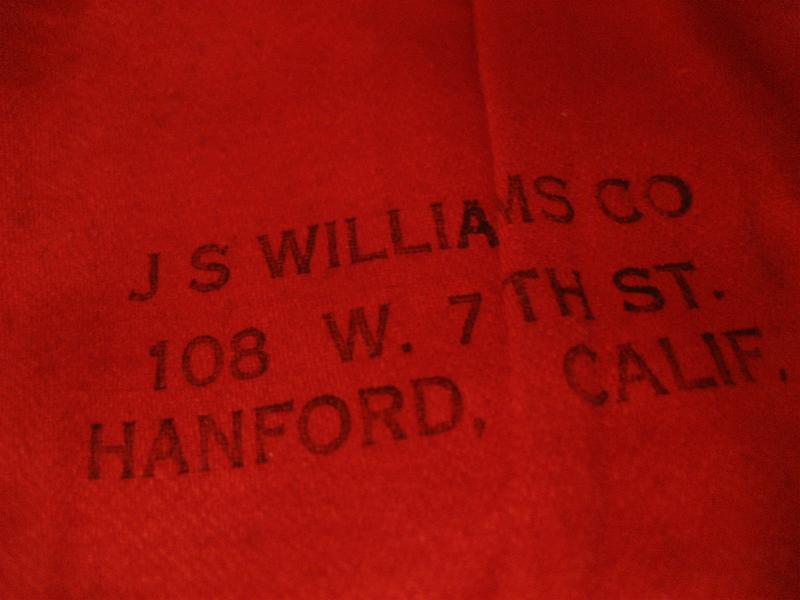 J S WILLIAMS CO
108 W. 7TH ST.
HANFORD, CALIF.